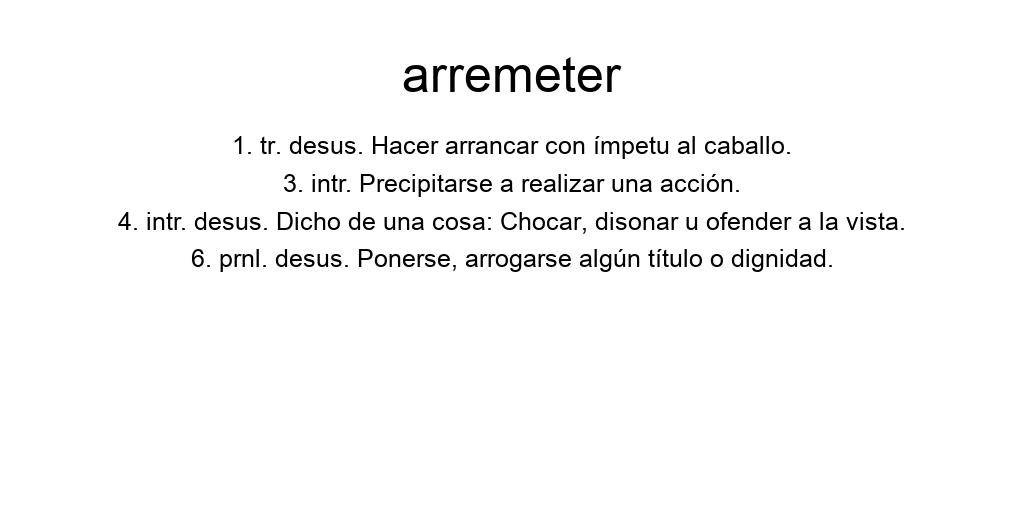 arremeter
1. tr. desus. Hacer arrancar con ímpetu al caballo.
3. intr. Precipitarse a realizar una acción.
4. intr. desus. Dicho de una cosa: Chocar, disonar u ofender a la vista.
6. prnl. desus. Ponerse, arrogarse algún título o dignidad.